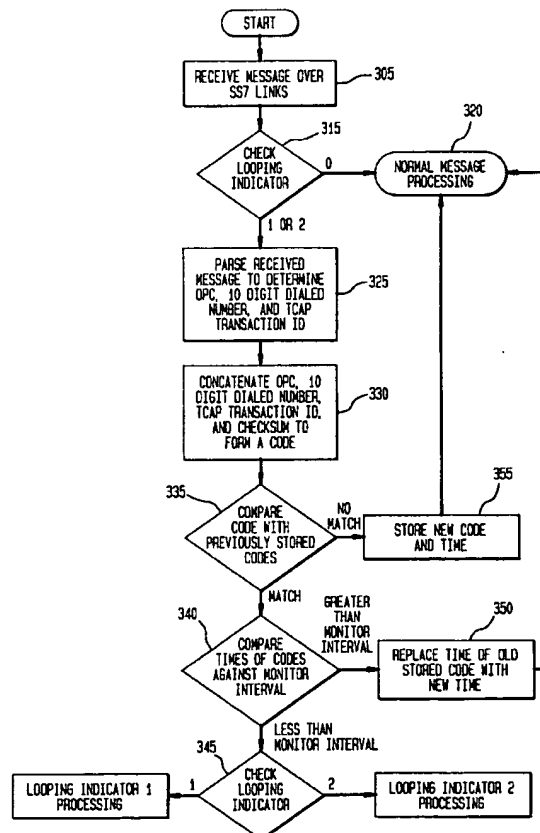 START
RECEIVE MESSAGE OVER
SS7 LINKS
305
315
CHECK
LOOPING
INDICATOR
0
320
NORMAL MESSAGE
PROCESSING
1 OR 2
PARSE RECEIVED
MESSAGE TO DETERMINE
OPC, 10 DIGIT DIALED
NUMBER, AND TCAP
TRANSACTION ID
325
CONCATENATE OPC, 10
DIGIT DIALED NUMBER,
TCAP TRANSACTION ID,
AND CHECKSUM TO
FORM A CODE
330
335
COMPARE
CODE WITH
PREVIOUSLY STORED
CODES
NO
MATCH
355
STORE NEW CODE
AND TIME
MATCH
340
COMPARE
TIMES OF CODES
AGAINST MONITOR
INTERVAL
GREATER
THAN
MONITOR
INTERVAL
350
REPLACE TIME OF OLD
STORED CODE WITH
NEW TIME
LESS THAN
MONITOR INTERVAL
345
CHECK
LOOPING
INDICATOR
1
2
LOOPING INDICATOR 1
PROCESSING
LOOPING INDICATOR 2
PROCESSING